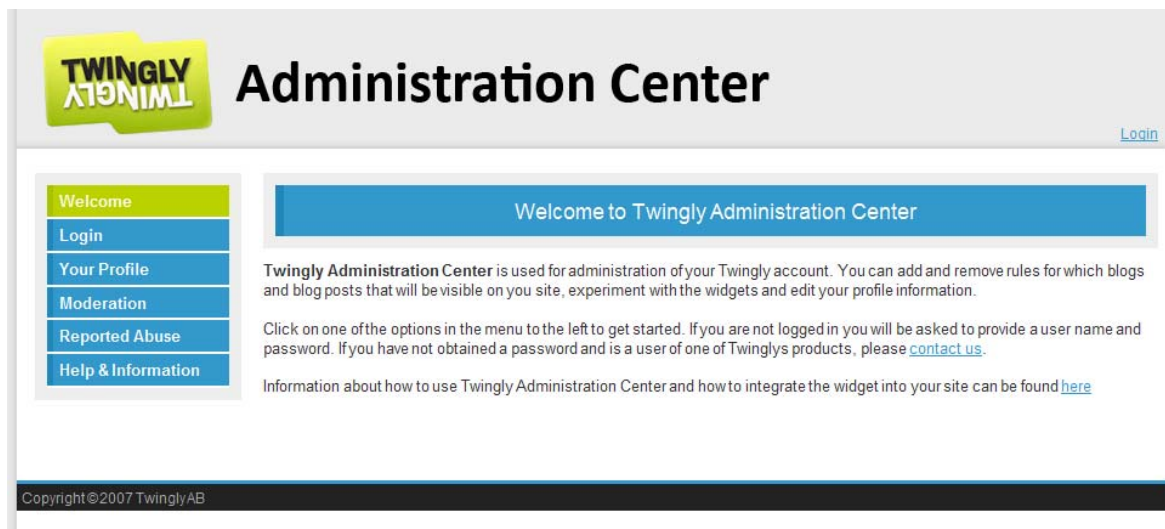 TWINGLY
TWINGLY
Administration Center
Login
Welcome
Login
Your Profile
Moderation
Reported Abuse
Help & Information
Welcome to Twingly Administration Center
Twingly Administration Center is used for administration of your Twingly account. You can add and remove rules for which blogs
and blog posts that will be visible on you site, experiment with the widgets and edit your profile information.
Click on one of the options in the menu to the left to get started. If you are not logged in you will be asked to provide a user name and
password. If you have not obtained a password and is a user of one of Twinglys products, please contact us.
Information about how to use Twingly Administration Center and how to integrate the widget into your site can be found here
Copyright©2007 TwinglyAB